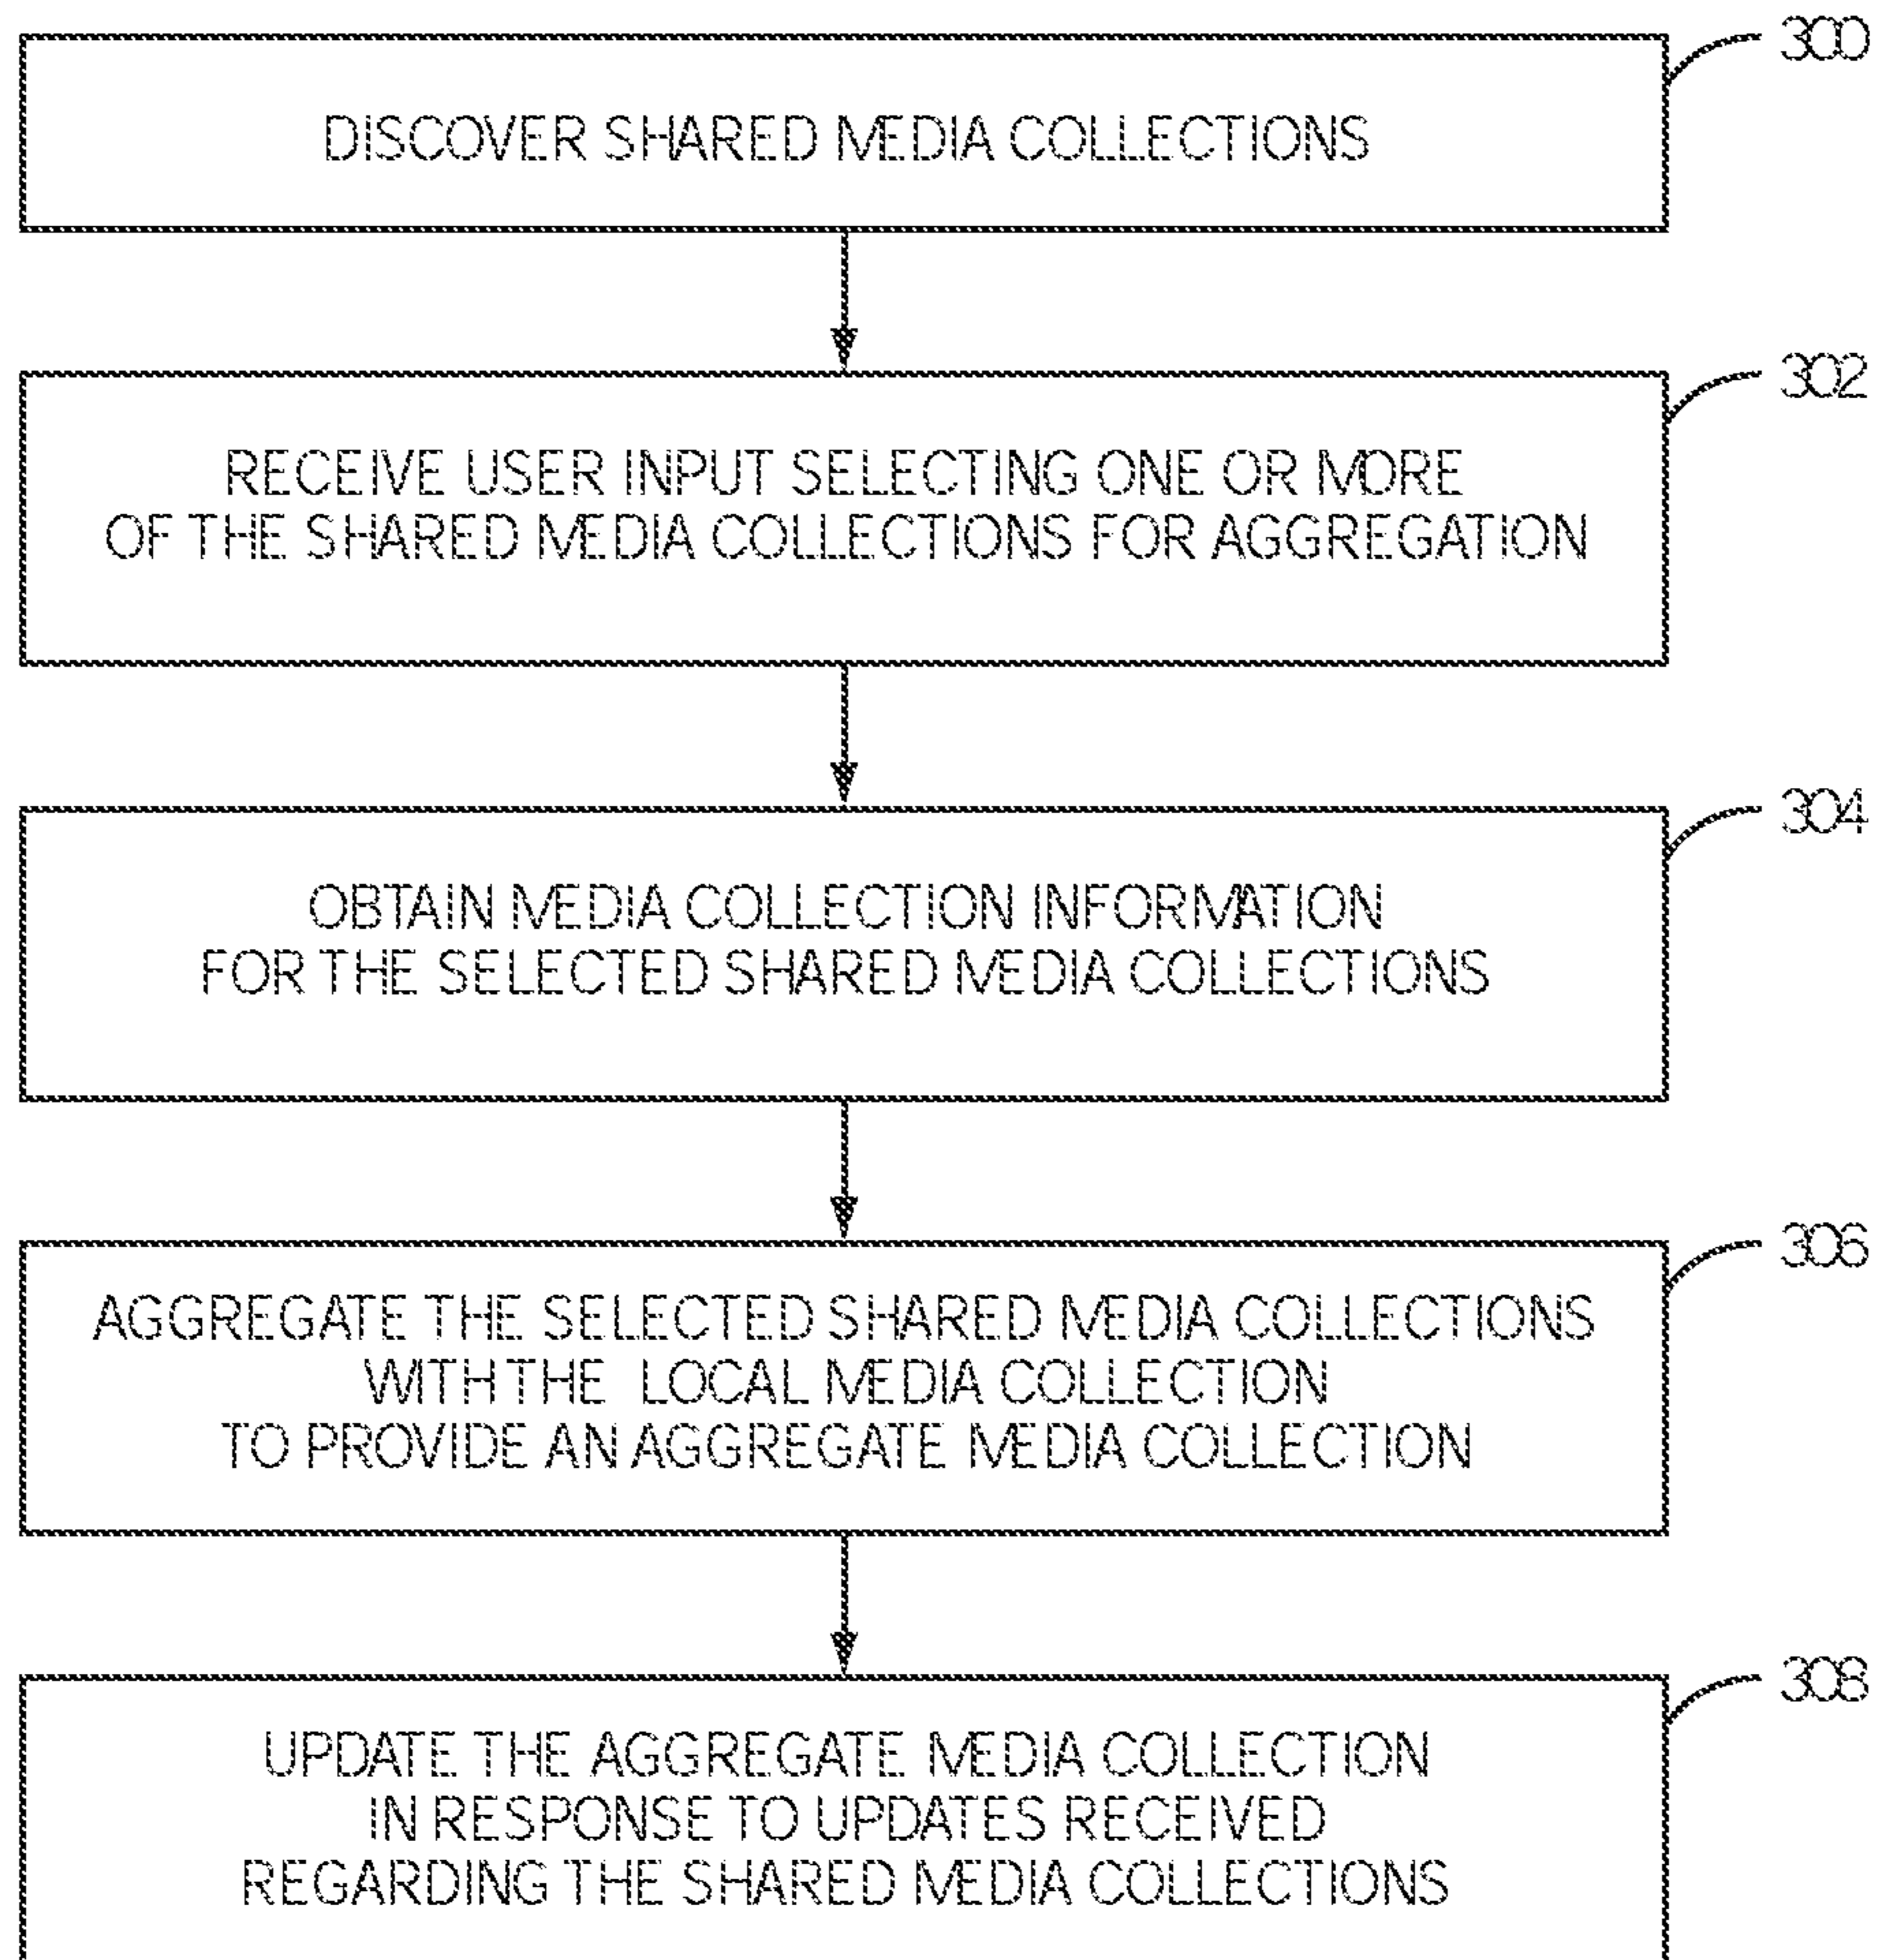 300
DISCOVER SHARED MEDIA COLLECTIONS
302
RECEIVE USER INPUT SELECTING ONE OR MORE
OF THE SHARED MEDIA COLLECTIONS FOR AGGREGATION
304
OBTAIN MEDIA COLLECTION INFORMATION
FOR THE SELECTED SHARED MEDIA COLLECTIONS
306
AGGREGATE THE SELECTED SHARED MEDIA COLLECTIONS
WITH THE LOCAL MEDIA COLLECTION
TO PROVIDE AN AGGREGATE MEDIA COLLECTION
308
UPDATE THE AGGREGATE MEDIA COLLECTION
IN RESPONSE TO UPDATES RECEIVED
REGARDING THE SHARED MEDIA COLLECTIONS